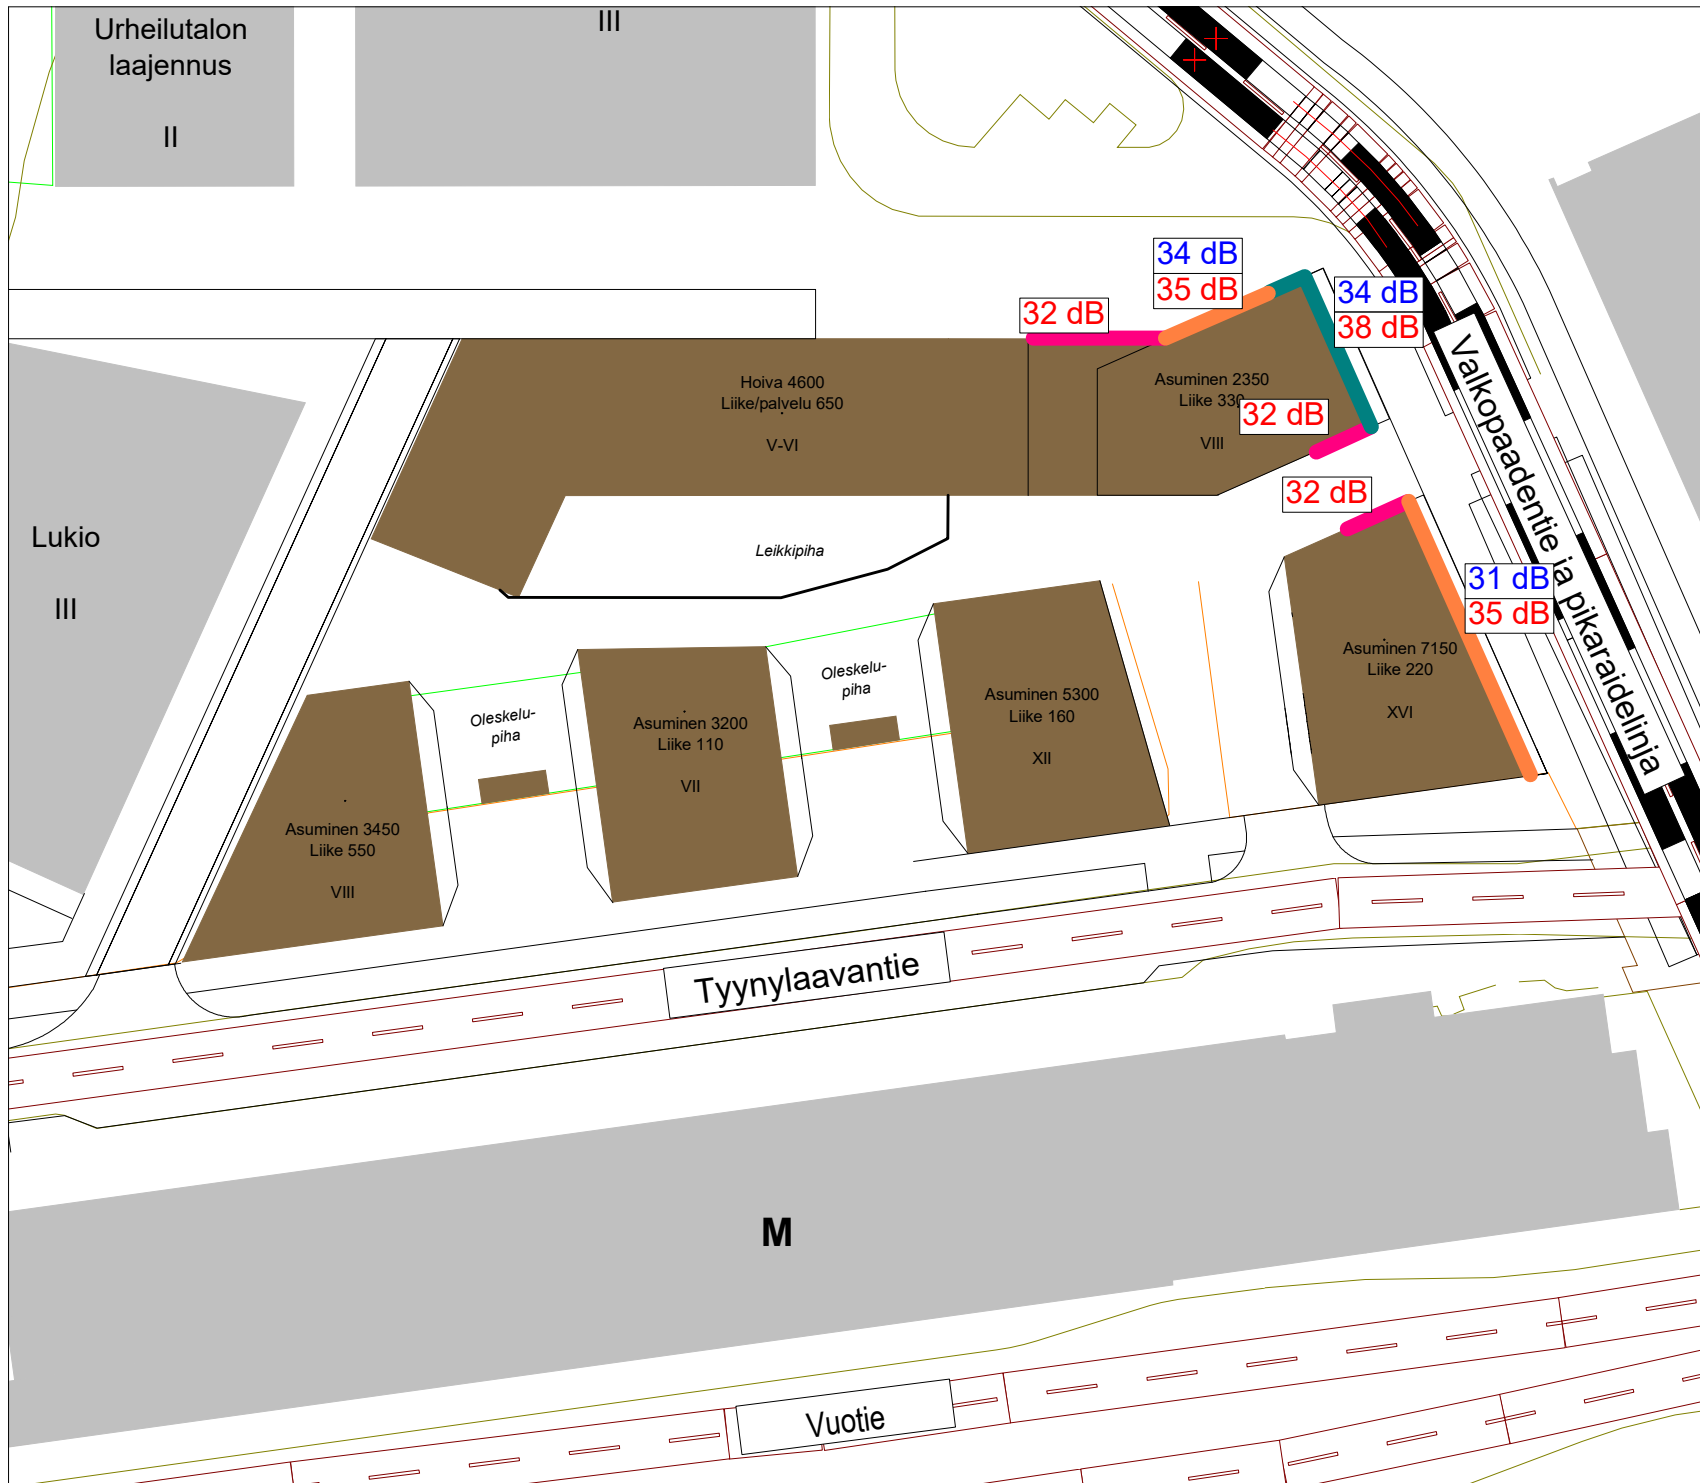 Urheilutalon
laajennus
II
III
34 dB
35 dB
34 dB
38 dB
32 dB
Hoiva 4600
Liike/palvelu 650
V-VI
Asuminen 2350
Liike 330
VIII
32 dB
32 dB
Valkopaadentie ja pikaraidelinja
Lukio
III
Leikkipiha
31 dB
35 dB
Asuminen 7150
Liike 220
XVI
Oleskelu-
piha
Asuminen 5300
Liike 160
XII
Oleskelu-
piha
Asuminen 3200
Liike 110
VII
Asuminen 3450
Liike 550
VIII
Tyynylaavantie
M
Vuotie